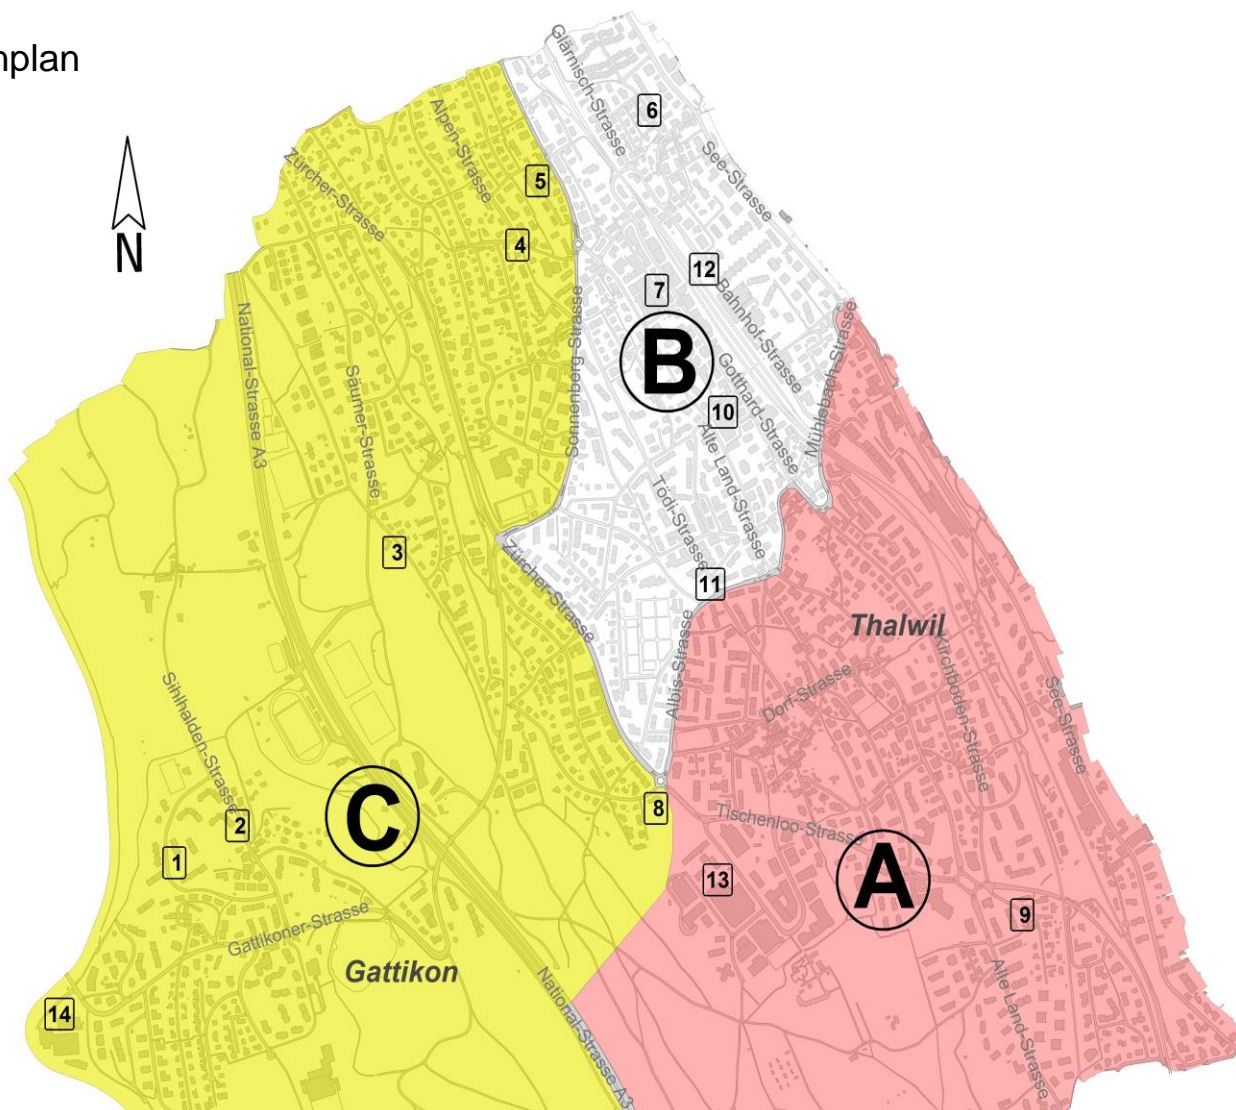 nplan
N
Glärnisch-Strasse
6
See-Strasse
Alpen-Strasse
Zürcher-Strasse
5
4
12
7
Bahnhof-Strasse
B
National-Strasse A3
Säumer-Strasse
Sonnenberg-Strasse
Gotthard-Strasse
Mühlebach-Strasse
10
Alte Land-Strasse
Tödi-Strasse
3
Zürcher-Strasse
11
Albis-Strasse
Thalwil
Kirchboden-Strasse
Dorf-Strasse
See-Strasse
Sihlhalden-Strasse
C
8
2
1
Tischenloo-Strasse
A
13
9
Gattikoner-Strasse
Gattikon
14
National-Strasse A3
Alte Land-Strasse